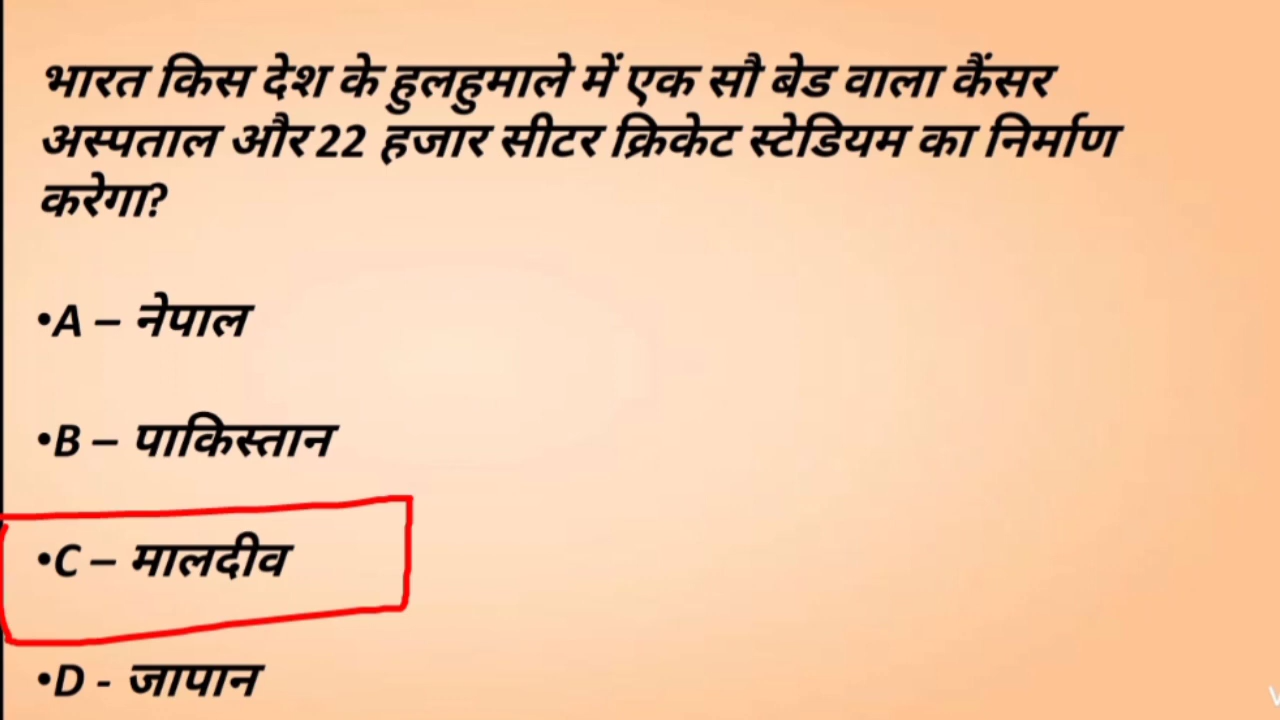 भारत किस देश के हुलहुमाले में एक सौ बेड वाला कैंसर
अस्पताल और 22 हजार सीटर क्रिकेट स्टेडियम का निर्माण
करेगा?
•A – नेपाल
•B – पाकिस्तान
•C – मालदीव
•D - जापान